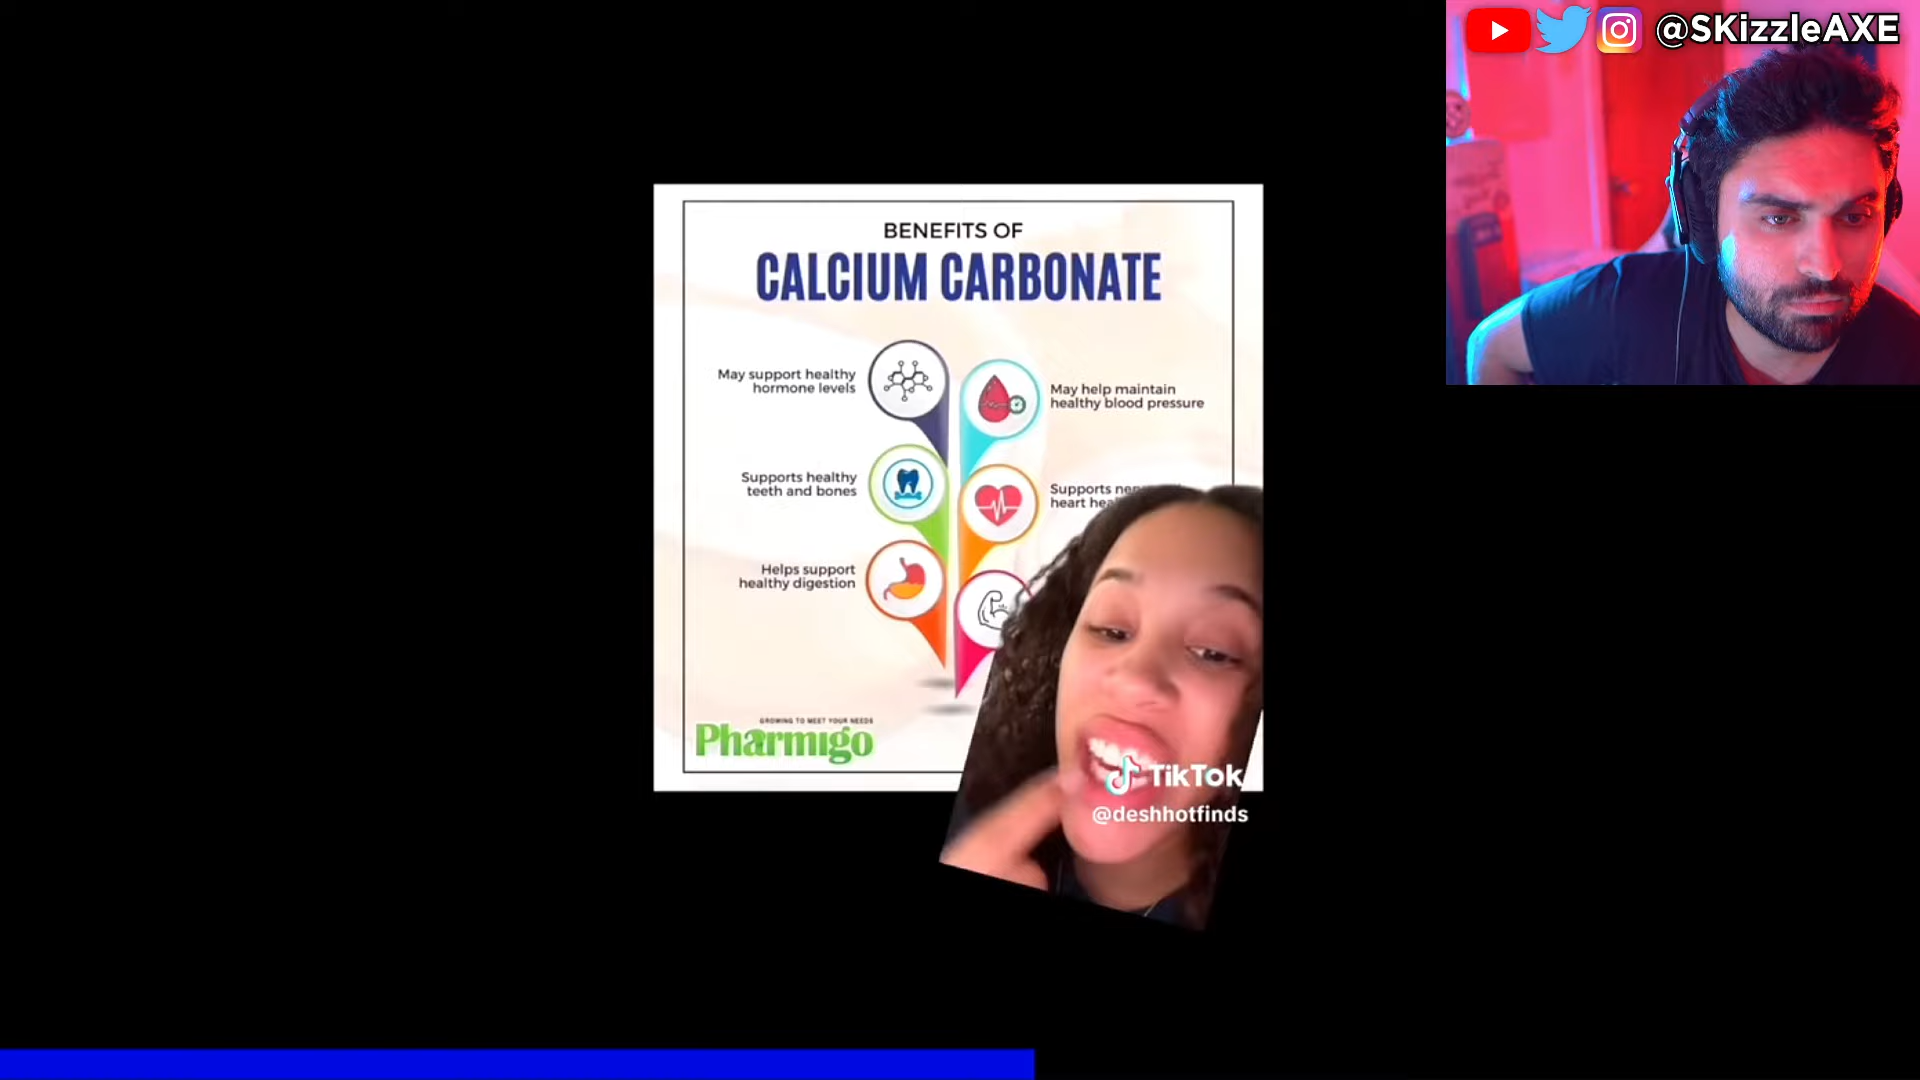 @SKizzleAXE
BENEFITS OF
CALCIUM CARBONATE
May support healthy
hormone levels
May help maintain
healthy blood pressure
Supports healthy
teeth and bones
Supports
heart
Helps support
healthy digestion
GROWING TO MEET YOUR NEEDS
Pharmigo
TikTok
@deshhotfinds